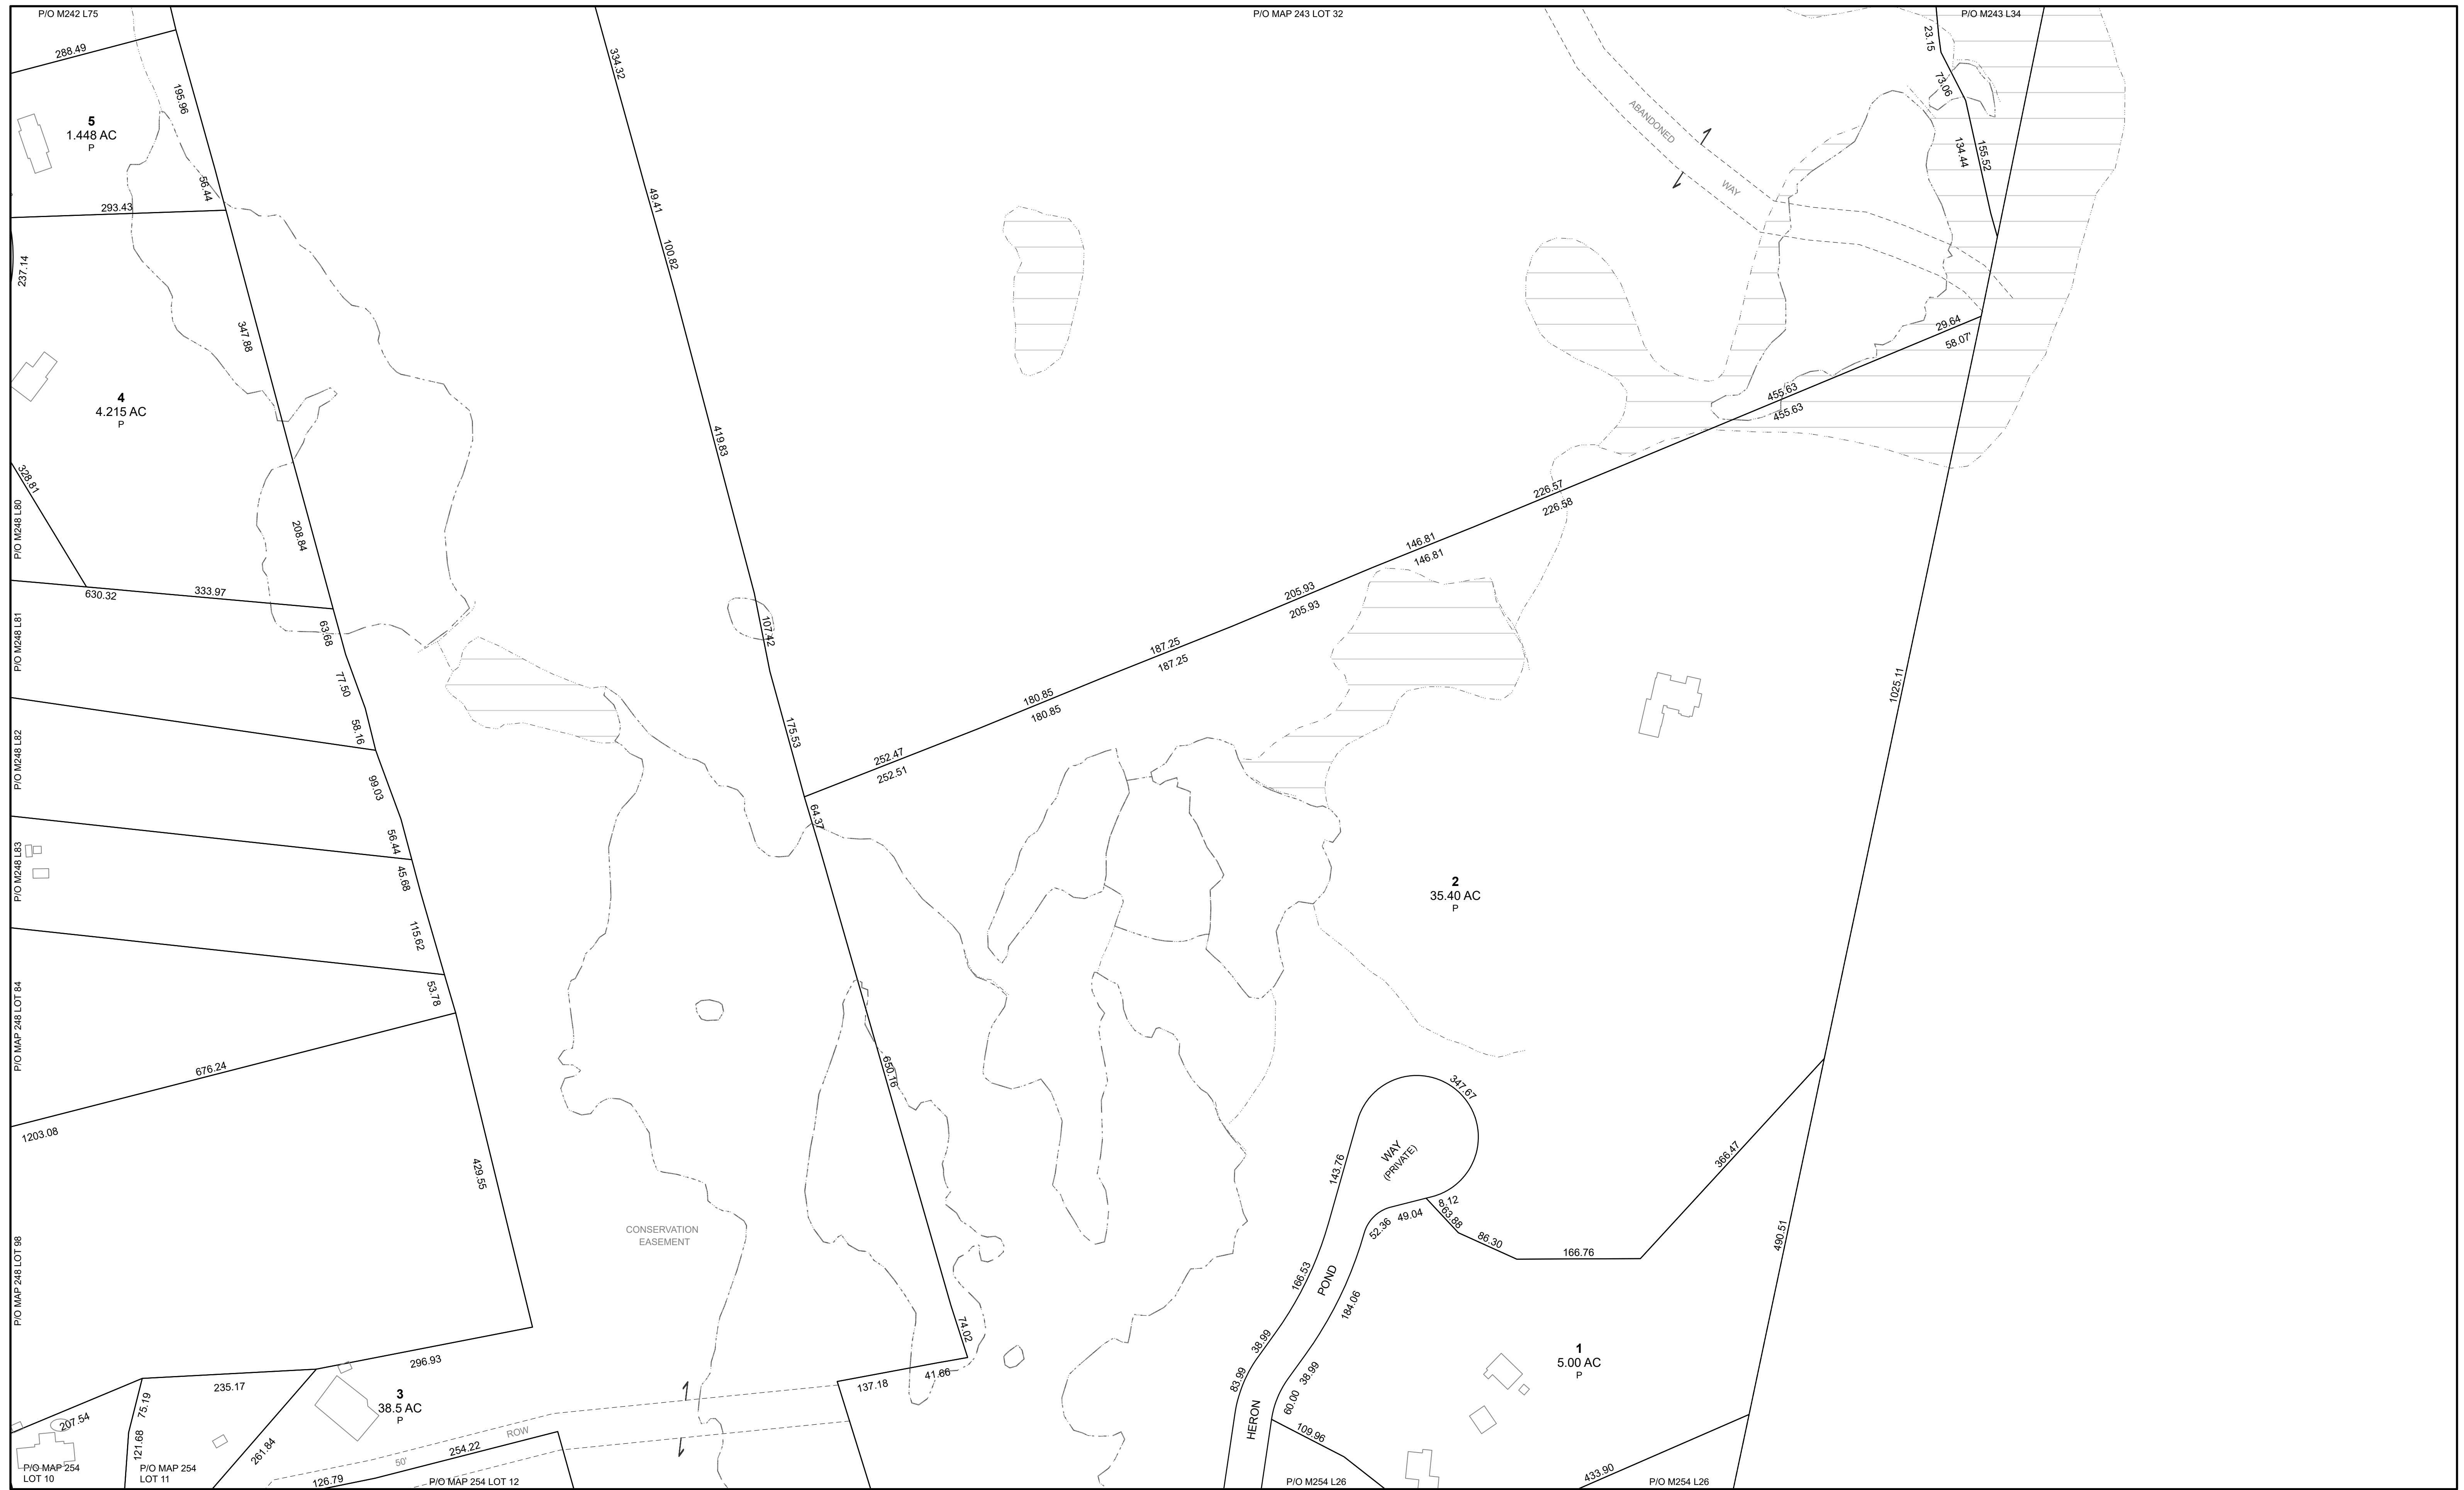 P/O M242 L75
P/O MAP 243 LOT 32
P/O M243 L34
288.49
195.96
334.32
23.15
73.06
ABANDONED
WAY
5
1.448 AC
P
134.44
155.52
56.44
293.43
49.41
237.14
100.82
347.88
29.64
58.07'
4
4.215 AC
P
455.63
455.63
419.83
328.81
226.57
226.58
P/O M248 L80
208.84
146.81
146.81
333.97
630.32
205.93
205.93
P/O M248 L81
63.68
107.42
187.25
187.25
77.50
1025.11
180.85
180.85
58.16
175.53
P/O M248 L82
252.47
252.51
99.03
64.37
56.44
P/O M248 L83
45.68
2
35.40 AC
P
115.62
53.78
P/O MAP 248 LOT 84
676.24
650.16
347.67
1203.08
WAY
(PRIVATE)
143.76
366.47
429.55
8.12
63.88
49.04
52.36
86.30
166.76
490.51
CONSERVATION
EASEMENT
P/O MAP 248 LOT 98
166.53
POND
184.06
74.02
38.99
1
5.00 AC
P
296.93
41.66
137.18
38.99
83.99
60.00
235.17
3
38.5 AC
P
75.19
207.54
HERON
109.96
ROW
254.22
50'
121.68
261.84
P/O MAP 254
LOT 10
P/O MAP 254
LOT 11
126.79
P/O MAP 254 LOT 12
P/O M254 L26
433.90
P/O M254 L26